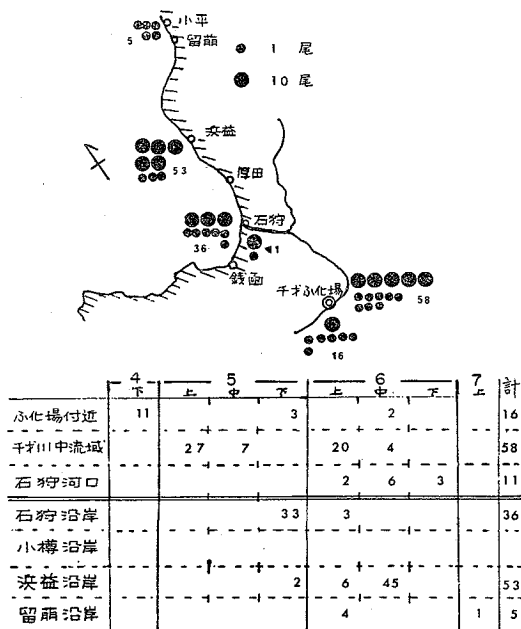 小平
5
留萠
1 尾
10 尾
浜益
53
厚田
石狩
36
◀1
銭函
千才ふ化場
58
16
4 5 6 7 計
下 上 中 下 上 中 下 上
ふ化場付近 11 3 2 16
千才川中流域 27 7 20 4 58
石狩河口 2 6 3 11
石狩沿岸 33 3 36
小樽沿岸
浜益沿岸 2 6 45 53
留萠沿岸 4 1 5